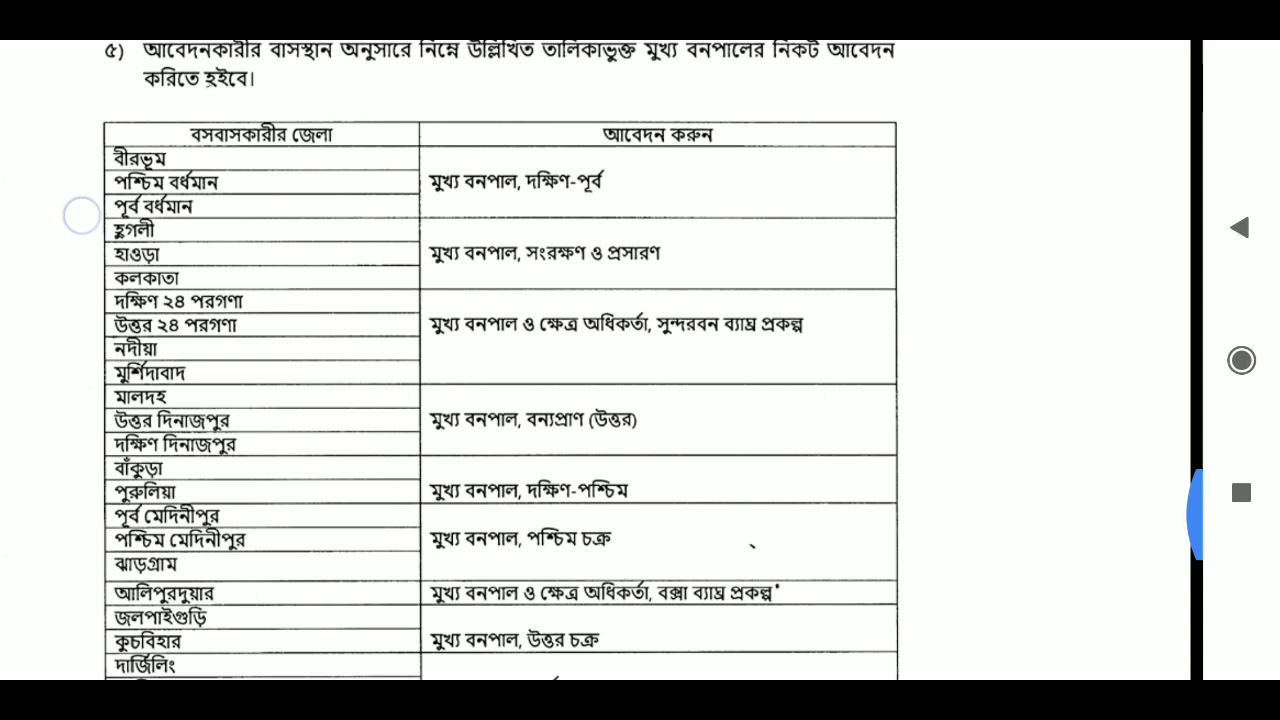 ৫) আবেদনকারীর বাসস্থান অনুসারে নিম্নে উল্লিখিত তালিকাভুক্ত মুখ্য বনপালের নিকট আবেদন
করিতে হইবে।
বসবাসকারীর জেলা আবেদন করুন
বীরভূম
পশ্চিম বর্ধমান মুখ্য বনপাল, দক্ষিণ-পূর্ব
পূর্ব বর্ধমান
হুগলী
হাওড়া মুখ্য বনপাল, সংরক্ষণ ও প্রসারণ
কলকাতা
দক্ষিণ ২৪ পরগণা
উত্তর ২৪ পরগণা মুখ্য বনপাল ও ক্ষেত্র অধিকর্তা, সুন্দরবন ব্যাঘ্র প্রকল্প
নদীয়া
মুর্শিদাবাদ
মালদহ
উত্তর দিনাজপুর মুখ্য বনপাল, বন্যপ্রাণ (উত্তর)
দক্ষিণ দিনাজপুর
বাঁকুড়া
পুরুলিয়া মুখ্য বনপাল, দক্ষিণ-পশ্চিম
পূর্ব মেদিনীপুর
পশ্চিম মেদিনীপুর মুখ্য বনপাল, পশ্চিম চক্র
ঝাড়গ্রাম
আলিপুরদুয়ার মুখ্য বনপাল ও ক্ষেত্র অধিকর্তা, বক্সা ব্যাঘ্র প্রকল্প
জলপাইগুড়ি
কুচবিহার মুখ্য বনপাল, উত্তর চক্র
দার্জিলিং